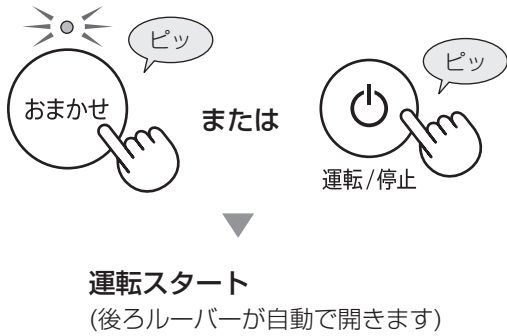 ピッ
おまかせ
または
ピッ
運転/停止
運転スタート
(後ろルーバーが自動で開きます)